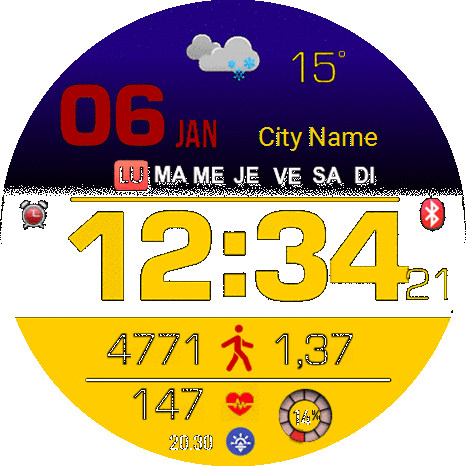 15°
06 JAN
City Name
LU MA ME JE VE SA DI
12:34 21
4771 1,37
147
14%
20:30